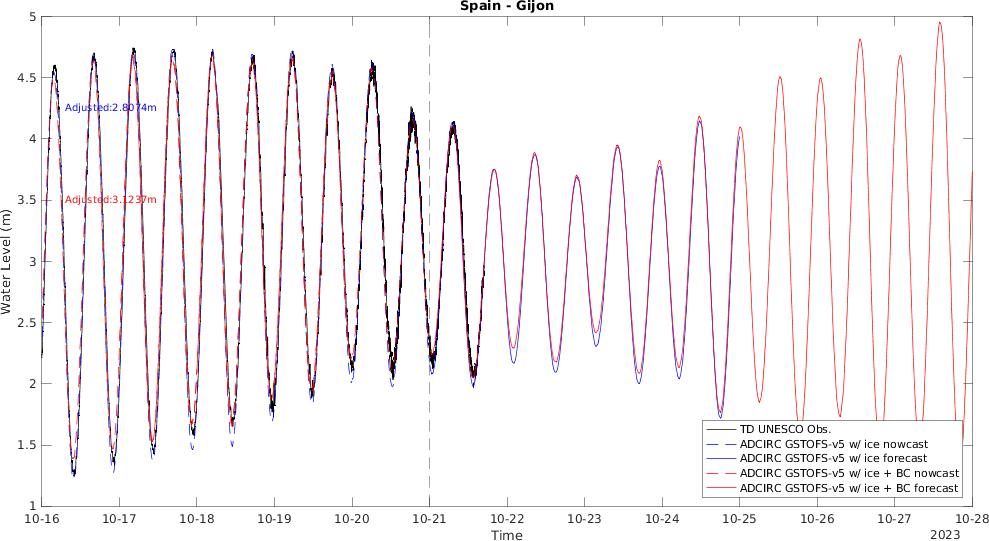 Spain - Gijon
5
4.5
4
3.5
3
2.5
2
1.5
1
Water Level (m)
Adjusted:2.8074m
Adjusted:3.1237m
TD UNESCO Obs.
ADCIRC GSTOFS-v5 w/ ice nowcast
ADCIRC GSTOFS-v5 w/ ice forecast
ADCIRC GSTOFS-v5 w/ ice + BC nowcast
ADCIRC GSTOFS-v5 w/ ice + BC forecast
10-16 10-17 10-18 10-19 10-20 10-21 10-22 10-23 10-24 10-25 10-26 10-27 10-28
Time
2023